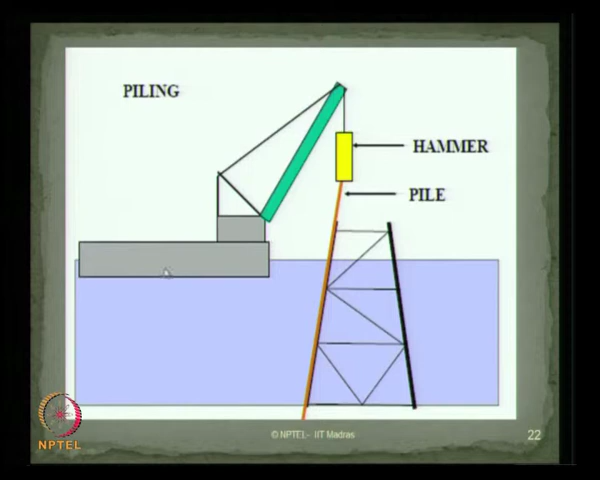 PILING
HAMMER
PILE
NPTEL
© NPTEL- IIT Madras
22